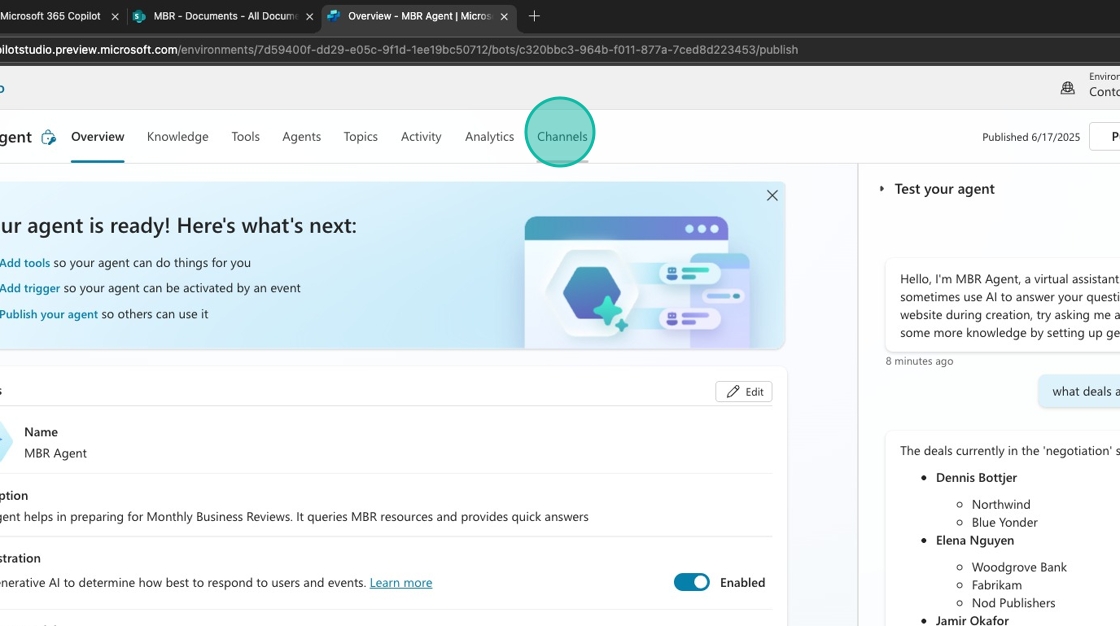 Microsoft 365 Copilot
MBR - Documents - All Docume
Overview - MBR Agent | Micros
pilotstudio.preview.microsoft.com/environments/7d59400f-dd29-e05c-9f1d-1ee19bc50712/bots/c320bbc3-964b-f011-877a-7ced8d223453/publish
o
Environ
Conto
gent
Overview
Knowledge
Tools
Agents
Topics
Activity
Analytics
Channels
Published 6/17/2025
P
ur agent is ready! Here's what's next:
Add tools so your agent can do things for you
Add trigger so your agent can be activated by an event
Publish your agent so others can use it
s
Edit
Name
MBR Agent
ption
gent helps in preparing for Monthly Business Reviews. It queries MBR resources and provides quick answers
stration
enerative AI to determine how best to respond to users and events. Learn more
Enabled
Test your agent
Hello, I'm MBR Agent, a virtual assistant
sometimes use AI to answer your questi
website during creation, try asking me a
some more knowledge by setting up ge
8 minutes ago
what deals a
The deals currently in the 'negotiation' s
• Dennis Bottjer
○ Northwind
○ Blue Yonder
• Elena Nguyen
○ Woodgrove Bank
○ Fabrikam
○ Nod Publishers
• Jamir Okafor